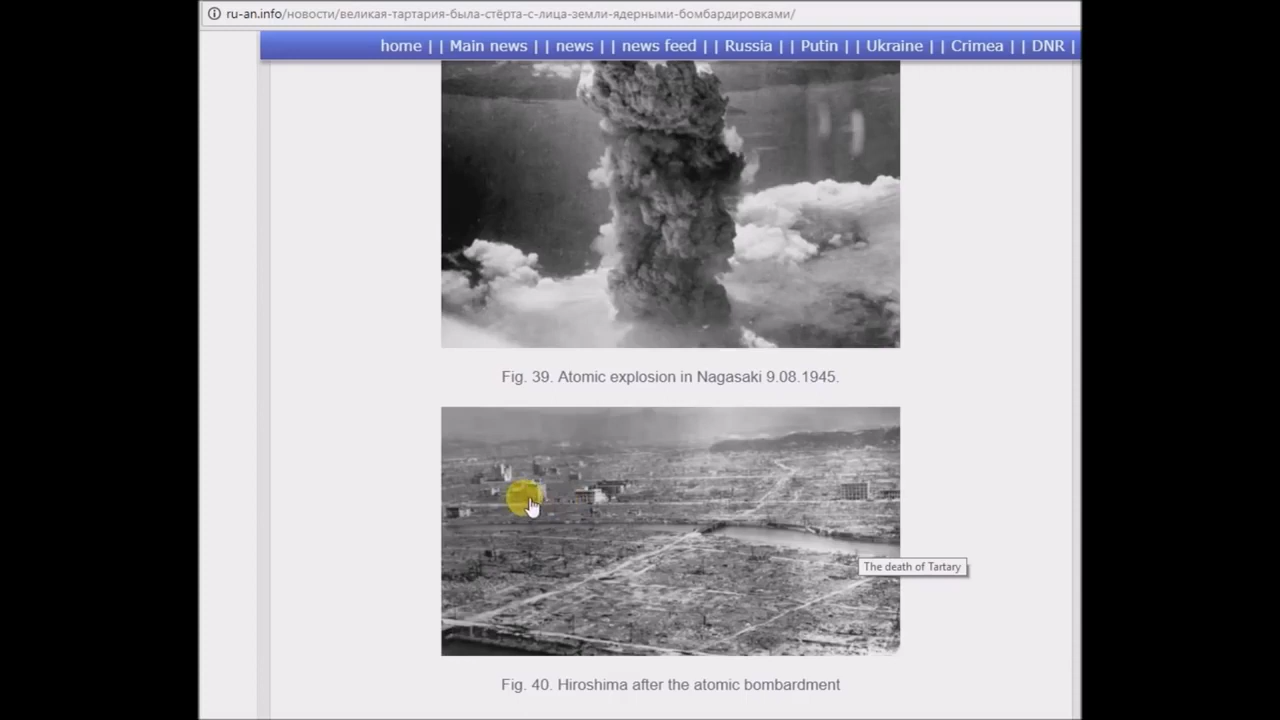 ru-an.info/новости/великая-тартария-была-стёрта-с-лица-земли-ядерными-бомбардировками/
home | | Main news | | news | | news feed | | Russia | | Putin | | Ukraine | | Crimea | | DNR |
Fig. 39. Atomic explosion in Nagasaki 9.08.1945.
The death of Tartary
Fig. 40. Hiroshima after the atomic bombardment